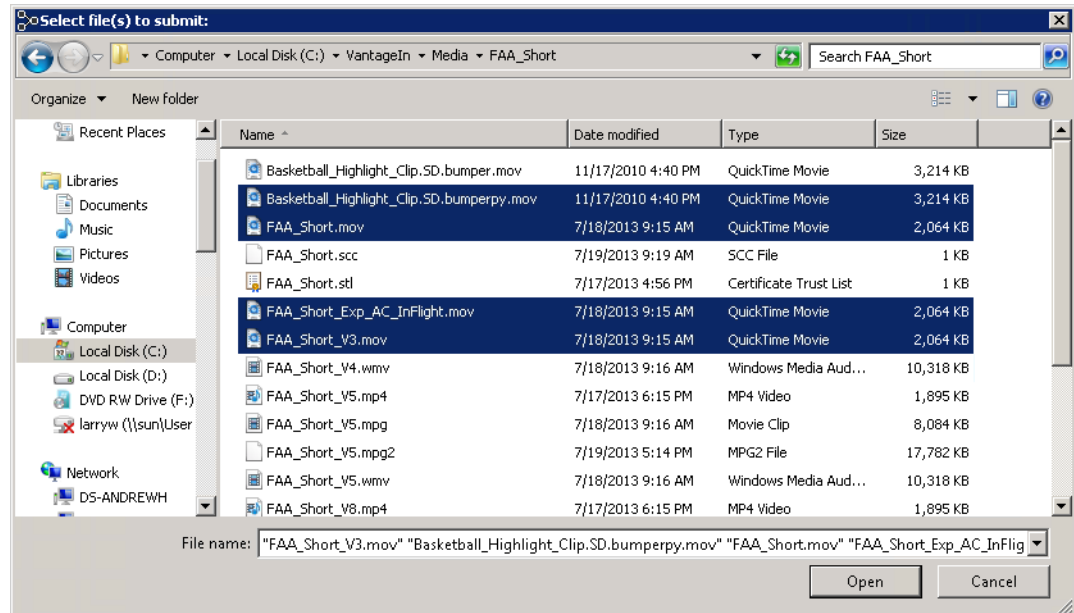 Select file(s) to submit:
Computer Local Disk (C:) VantageIn Media FAA_Short Search FAA_Short
Organize New folder
Recent Places
Libraries
Documents
Music
Pictures
Videos
Computer
Local Disk (C:)
Local Disk (D:)
DVD RW Drive (F:)
larryw (\\sun\User
Network
DS-ANDREWH
Name Date modified Type Size
Basketball_Highlight_Clip.SD.bumper.mov 11/17/2010 4:40 PM QuickTime Movie 3,214 KB
Basketball_Highlight_Clip.SD.bumperpy.mov 11/17/2010 4:40 PM QuickTime Movie 3,214 KB
FAA_Short.mov 7/18/2013 9:15 AM QuickTime Movie 2,064 KB
FAA_Short.scc 7/19/2013 9:19 AM SCC File 1 KB
FAA_Short.stl 7/17/2013 4:56 PM Certificate Trust List 1 KB
FAA_Short_Exp_AC_InFlight.mov 7/18/2013 9:15 AM QuickTime Movie 2,064 KB
FAA_Short_V3.mov 7/18/2013 9:15 AM QuickTime Movie 2,064 KB
FAA_Short_V4.wmv 7/18/2013 9:16 AM Windows Media Aud... 10,318 KB
FAA_Short_V5.mp4 7/17/2013 6:15 PM MP4 Video 1,895 KB
FAA_Short_V5.mpg 7/18/2013 9:16 AM Movie Clip 8,084 KB
FAA_Short_V5.mpg2 7/19/2013 5:14 PM MPG2 File 17,782 KB
FAA_Short_V5.wmv 7/18/2013 9:16 AM Windows Media Aud... 10,318 KB
FAA_Short_V8.mp4 7/17/2013 6:15 PM MP4 Video 1,895 KB
File name: "FAA_Short_V3.mov" "Basketball_Highlight_Clip.SD.bumperpy.mov" "FAA_Short.mov" "FAA_Short_Exp_AC_InFlig
Open Cancel